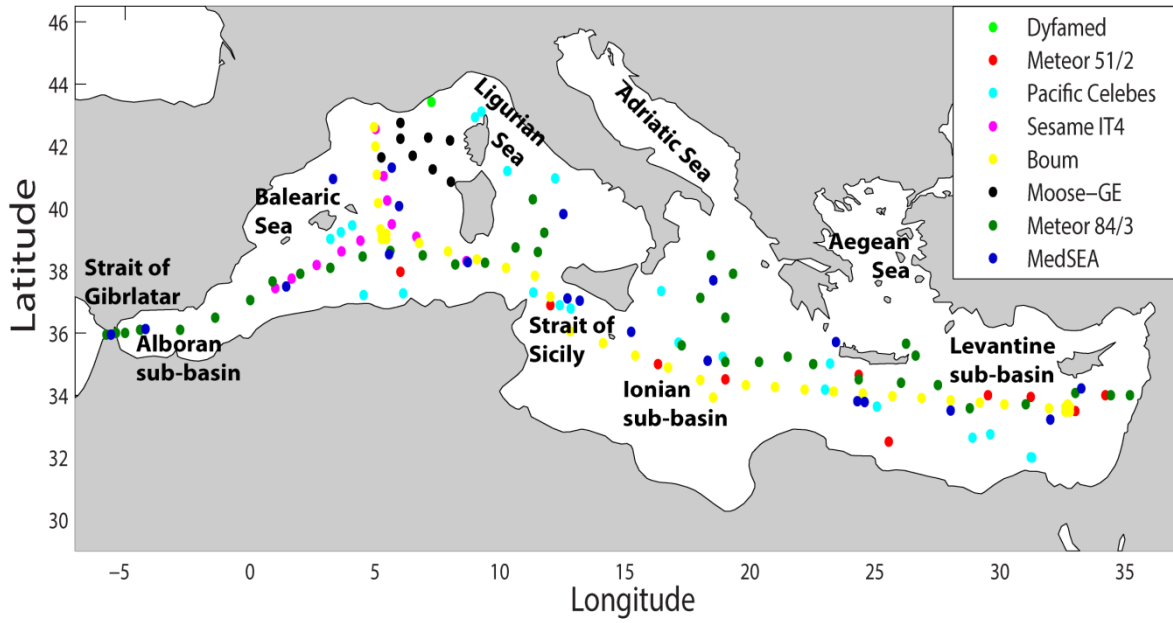 46
44
42
40
38
36
34
32
30
Latitude
−5
0
5
10
15
20
25
30
35
Longitude
Dyfamed
Meteor 51/2
Pacific Celebes
Sesame IT4
Boum
Moose−GE
Meteor 84/3
MedSEA
Ligurian
Sea
Adriatic Sea
Balearic
Sea
Aegean
Sea
Strait of
Gibrlatar
Alboran
sub-basin
Strait of
Sicily
Ionian
sub-basin
Levantine
sub-basin